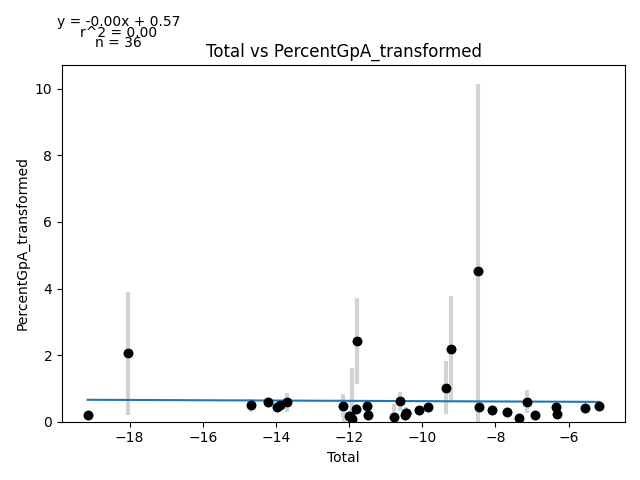 y = -0.00x + 0.57
r^2 = 0.00
n = 36
Total vs PercentGpA_transformed
PercentGpA_transformed
10
8
6
4
2
0
−18
−16
−14
−12
−10
−8
−6
Total